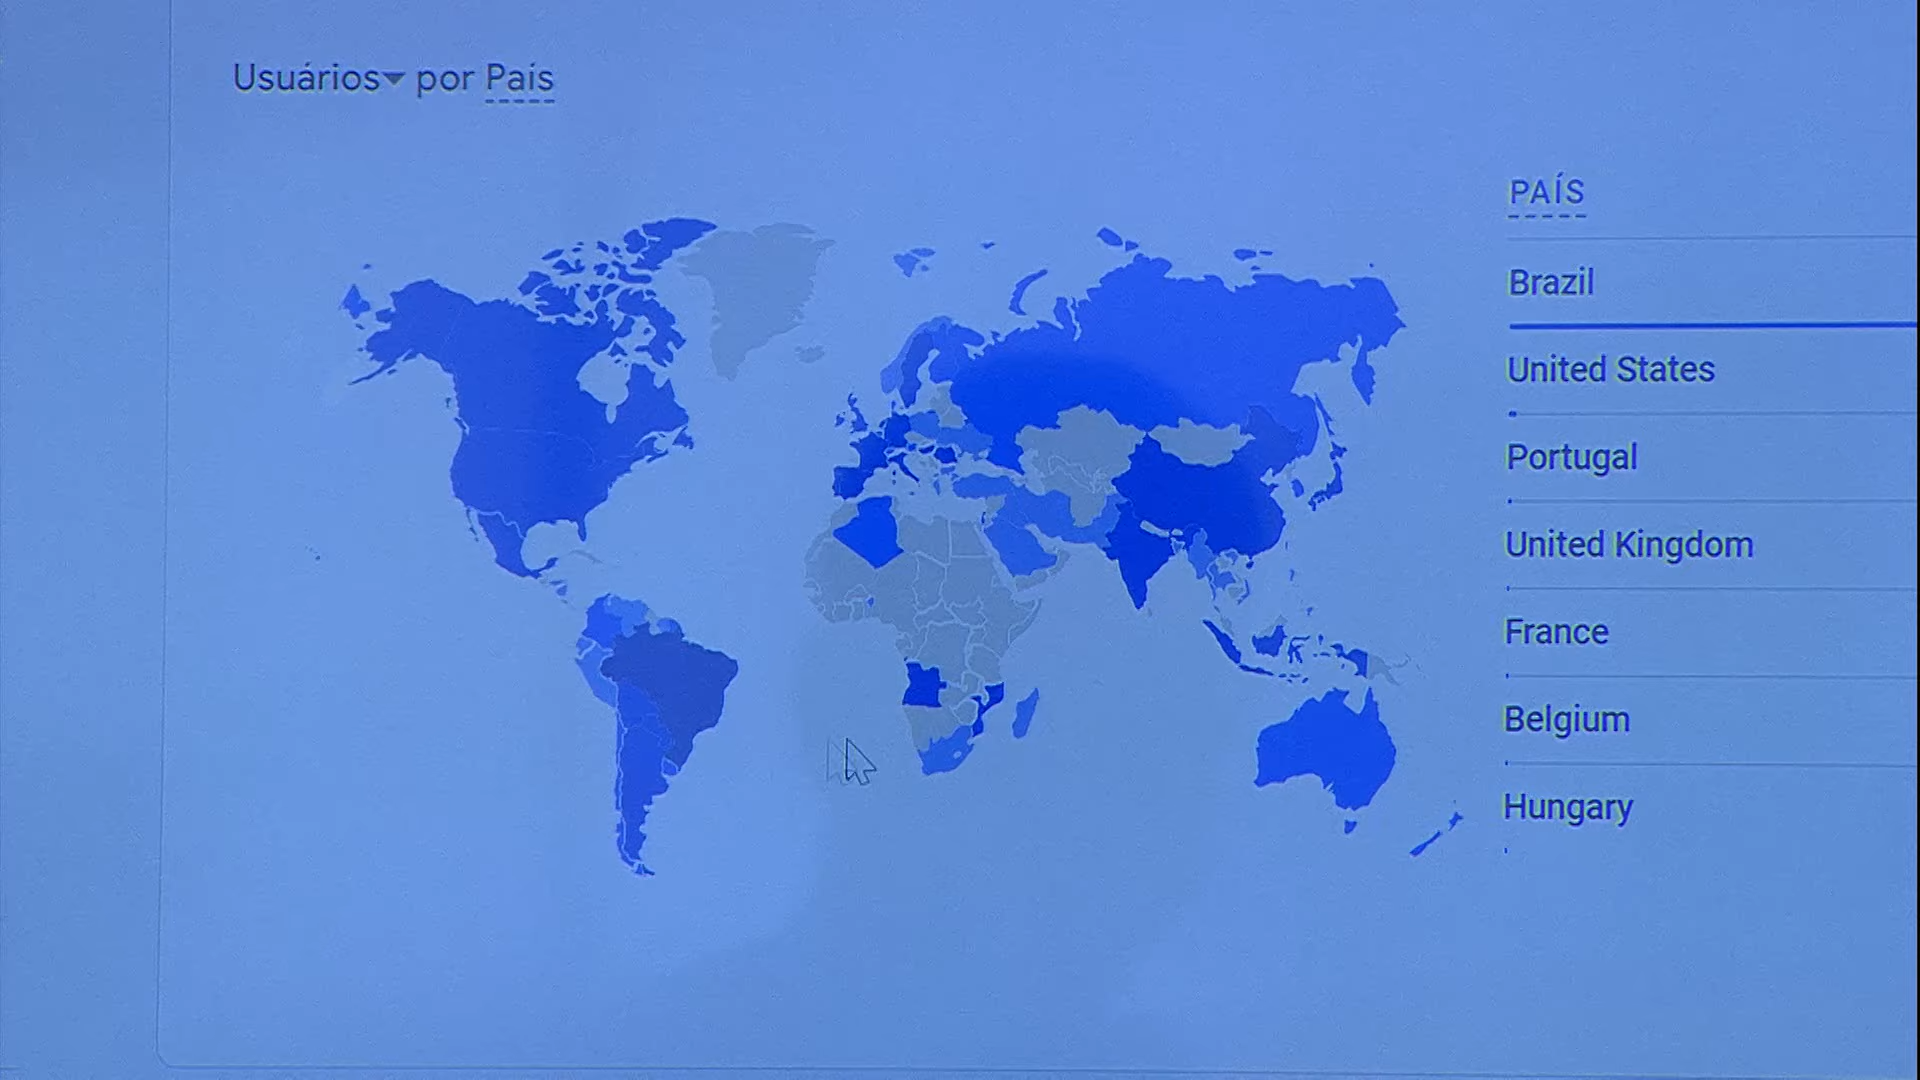 Usuários por País
PAÍS
Brazil
United States
Portugal
United Kingdom
France
Belgium
Hungary